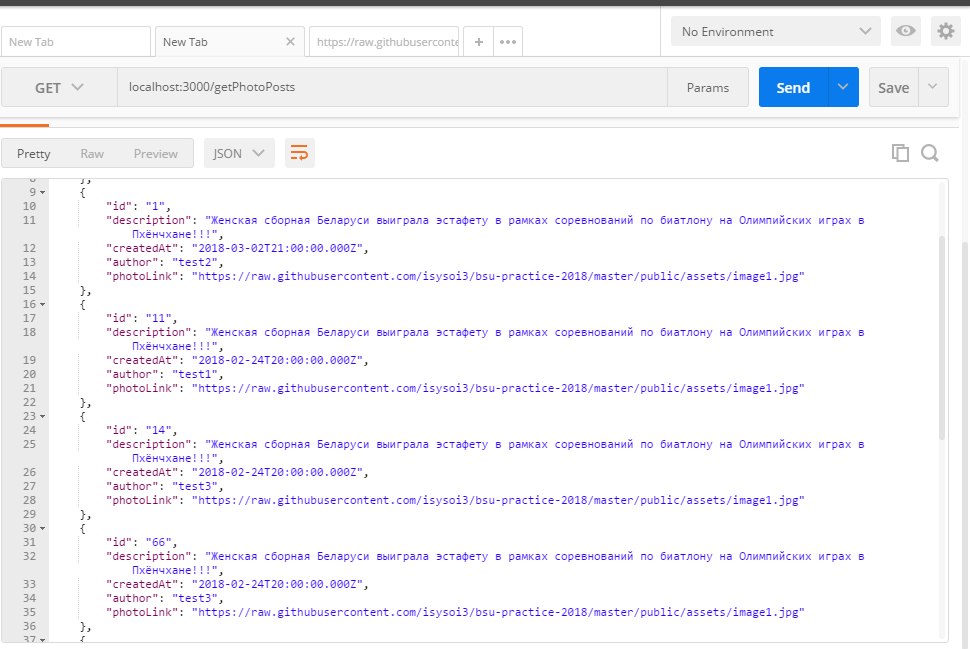 New Tab
New Tab
https://raw.githubuserconte
No Environment
GET
localhost:3000/getPhotoPosts
Params
Send
Save
Pretty
Raw
Preview
JSON
8 },
9 {
10 "id": "1",
11 "description": "Женская сборная Беларуси выиграла эстафету в рамках соревнований по биатлону на Олимпийских играх в
Пхёнчхане!!!",
12 "createdAt": "2018-03-02T21:00:00.000Z",
13 "author": "test2",
14 "photoLink": "https://raw.githubusercontent.com/isysoi3/bsu-practice-2018/master/public/assets/image1.jpg"
15 },
16 {
17 "id": "11",
18 "description": "Женская сборная Беларуси выиграла эстафету в рамках соревнований по биатлону на Олимпийских играх в
Пхёнчхане!!!",
19 "createdAt": "2018-02-24T20:00:00.000Z",
20 "author": "test1",
21 "photoLink": "https://raw.githubusercontent.com/isysoi3/bsu-practice-2018/master/public/assets/image1.jpg"
22 },
23 {
24 "id": "14",
25 "description": "Женская сборная Беларуси выиграла эстафету в рамках соревнований по биатлону на Олимпийских играх в
Пхёнчхане!!!",
26 "createdAt": "2018-02-24T20:00:00.000Z",
27 "author": "test3",
28 "photoLink": "https://raw.githubusercontent.com/isysoi3/bsu-practice-2018/master/public/assets/image1.jpg"
29 },
30 {
31 "id": "66",
32 "description": "Женская сборная Беларуси выиграла эстафету в рамках соревнований по биатлону на Олимпийских играх в
Пхёнчхане!!!",
33 "createdAt": "2018-02-24T20:00:00.000Z",
34 "author": "test3",
35 "photoLink": "https://raw.githubusercontent.com/isysoi3/bsu-practice-2018/master/public/assets/image1.jpg"
36 },
37 {